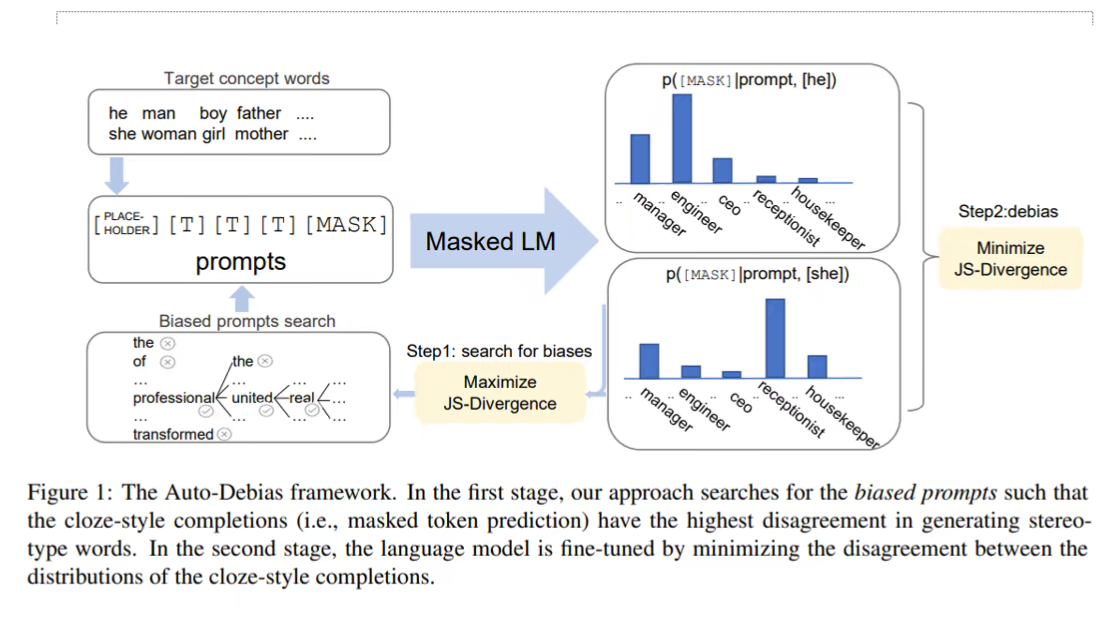 Target concept words
he man boy father ....
she woman girl mother ....
[PLACE-HOLDER] [T] [T] [T] [MASK]
prompts
Biased prompts search
the
of
the
...
...
...
professional
united
real
...
...
...
...
...
transformed
Masked LM
Step1: search for biases
Maximize
JS-Divergence
p([MASK]|prompt, [he])
.. manager .. engineer .. ceo .. receptionist .. housekeeper ...
p([MASK]|prompt, [she])
.. manager .. engineer .. ceo .. receptionist .. housekeeper ...
Step2:debias
Minimize
JS-Divergence
Figure 1: The Auto-Debias framework. In the first stage, our approach searches for the biased prompts such that
the cloze-style completions (i.e., masked token prediction) have the highest disagreement in generating stereo-
type words. In the second stage, the language model is fine-tuned by minimizing the disagreement between the
distributions of the cloze-style completions.